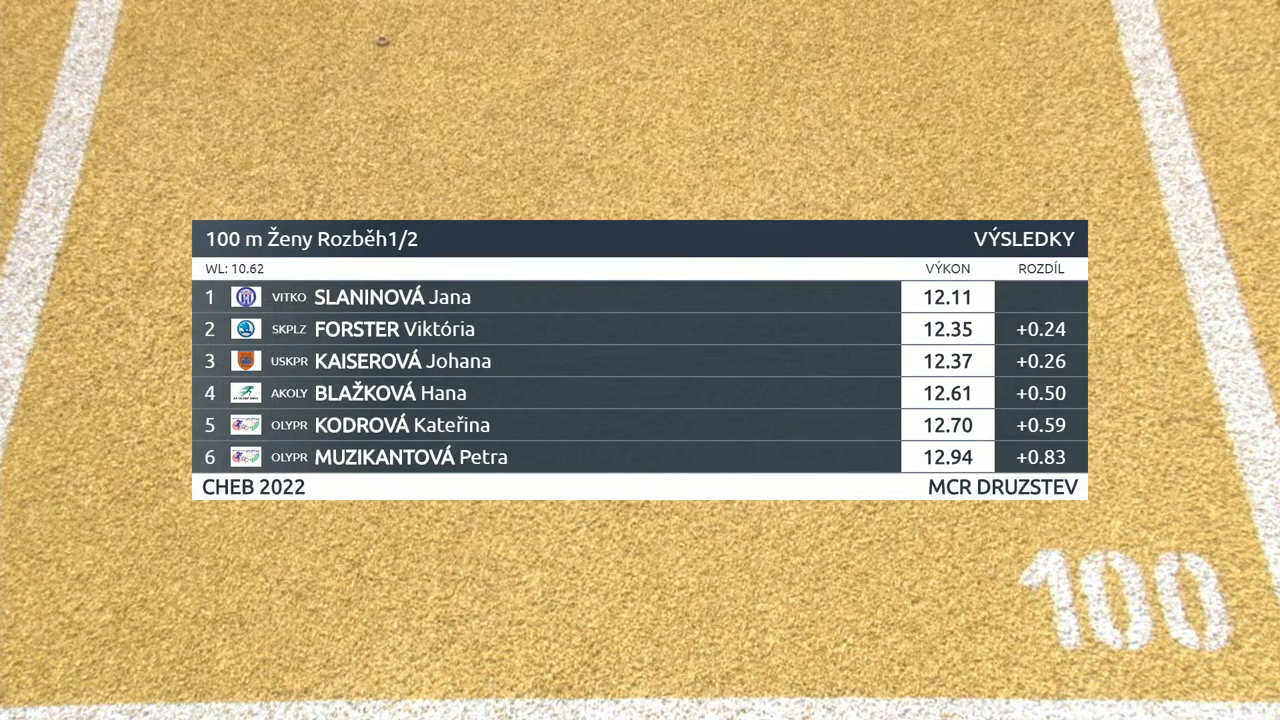 100 m Ženy Rozběh1/2 VÝSLEDKY
WL: 10.62 VÝKON ROZDÍL
1 VITKO SLANINOVÁ Jana 12.11
2 SKPLZ FORSTER Viktória 12.35 +0.24
3 USKPR KAISEROVÁ Johana 12.37 +0.26
4 AKOLY BLAŽKOVÁ Hana 12.61 +0.50
5 OLYPR KODROVÁ Kateřina 12.70 +0.59
6 OLYPR MUZIKANTOVÁ Petra 12.94 +0.83
CHEB 2022 MCR DRUZSTEV
100